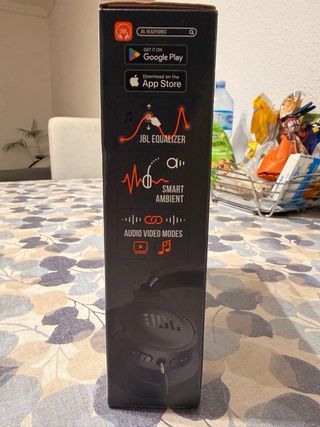 JBL HEADPHONES
GET IT ON
Google Play
Download on the
App Store
JBL EQUALIZER
SMART
AMBIENT
AUDIO VIDEO MODES
JBL